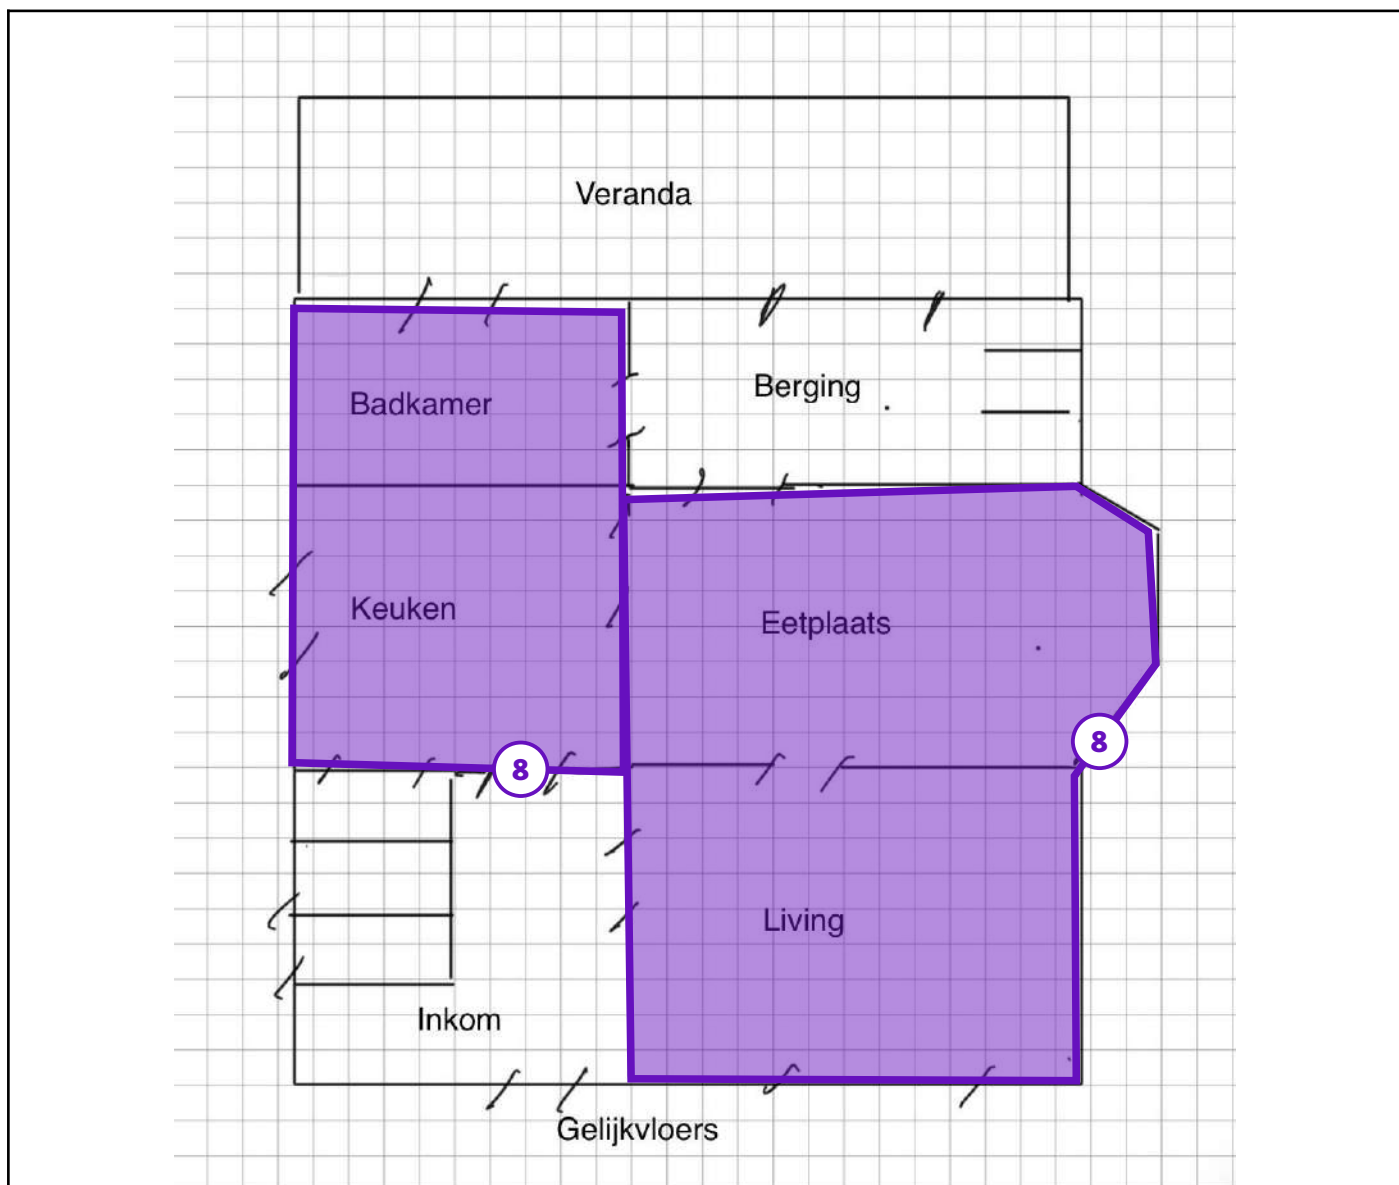 Veranda
Berging
Badkamer
Keuken
Eetplaats
8
8
Living
Inkom
Gelijkvloers